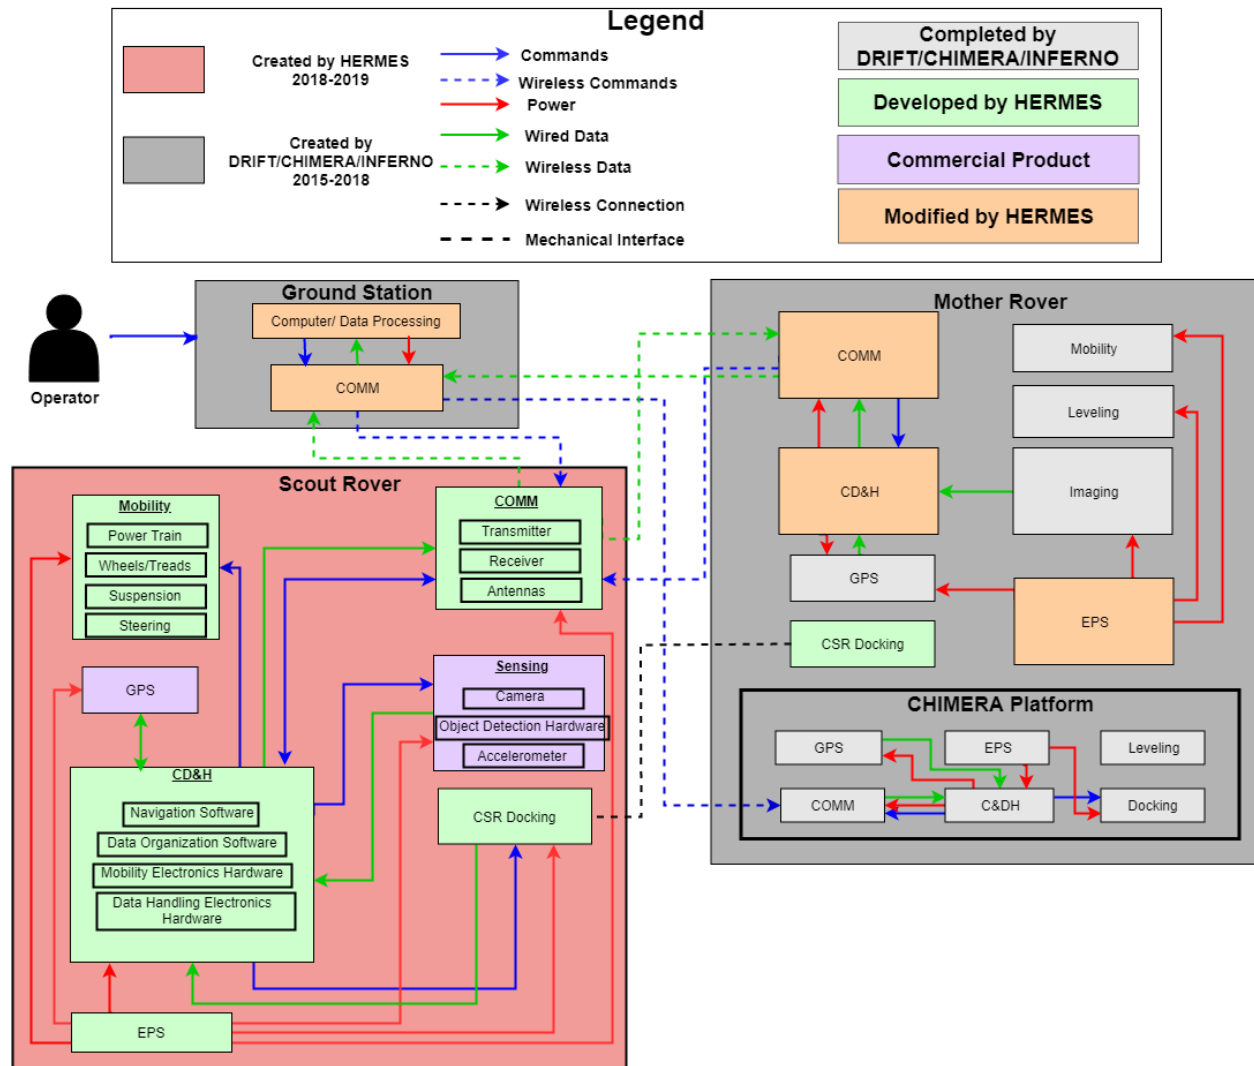 Legend
Created by HERMES
2018-2019
Created by
DRIFT/CHIMERA/INFERNO
2015-2018
Commands
Wireless Commands
Power
Wired Data
Wireless Data
Wireless Connection
Mechanical Interface
Completed by
DRIFT/CHIMERA/INFERNO
Developed by HERMES
Commercial Product
Modified by HERMES
Operator
Ground Station
Computer/ Data Processing
COMM
Mother Rover
COMM
Mobility
Leveling
CD&H
Imaging
GPS
EPS
CSR Docking
CHIMERA Platform
GPS
EPS
Leveling
COMM
C&DH
Docking
Scout Rover
Mobility
Power Train
Wheels/Treads
Suspension
Steering
COMM
Transmitter
Receiver
Antennas
GPS
Sensing
Camera
Object Detection Hardware
Accelerometer
CD&H
Navigation Software
Data Organization Software
Mobility Electronics Hardware
Data Handling Electronics
Hardware
CSR Docking
EPS